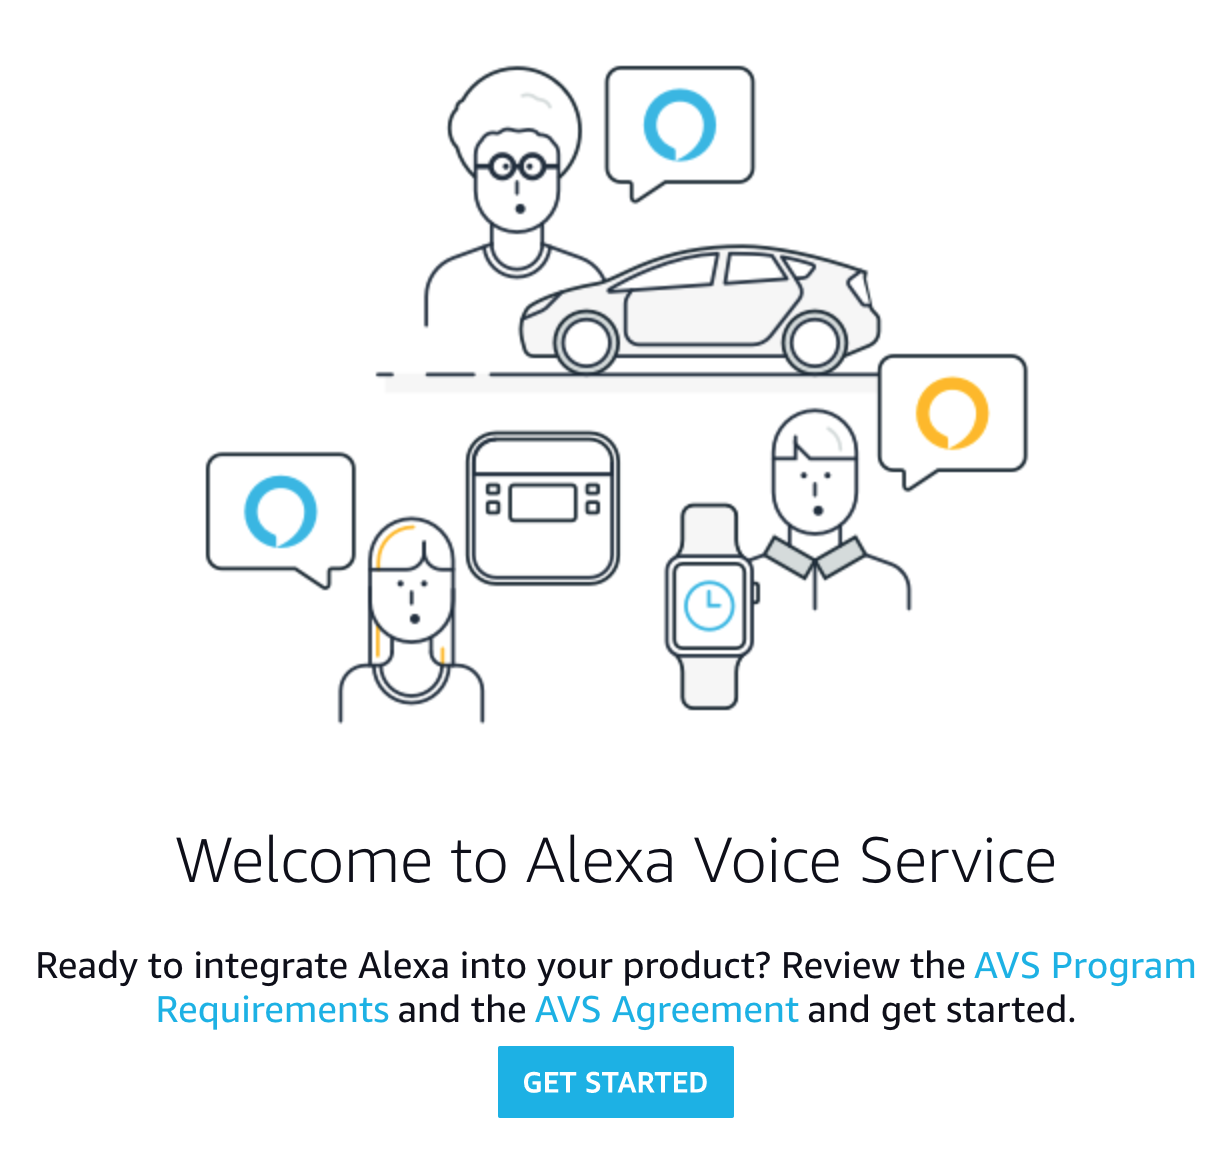 Welcome to Alexa Voice Service
Ready to integrate Alexa into your product? Review the AVS Program
Requirements and the AVS Agreement and get started.
GET STARTED